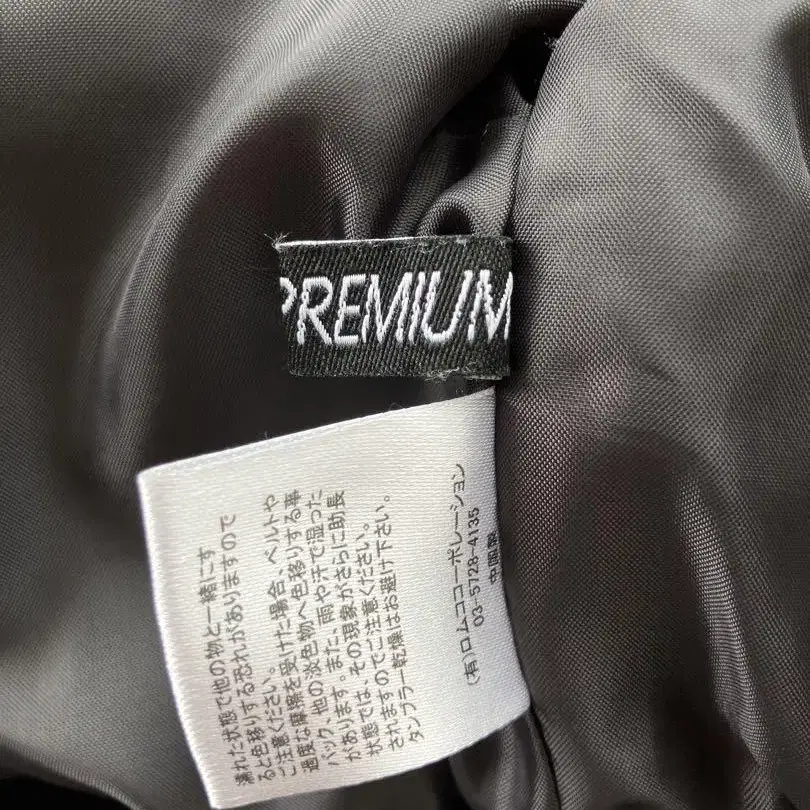 PREMIUM
濡れた状態で他の物と一緒にす
ると色移りする恐れがありますので
ご注意ください。
過度な摩擦を受けた場合、ベルトや
バック、他の淡色物へ色移りする事
があります。また、雨や汗で湿った
状態では、その現象がさらに助長
されますのでご注意ください。
タンブラー乾燥はお避け下さい。
(有)ロムココーポレーション
03-5728-4135
中国製